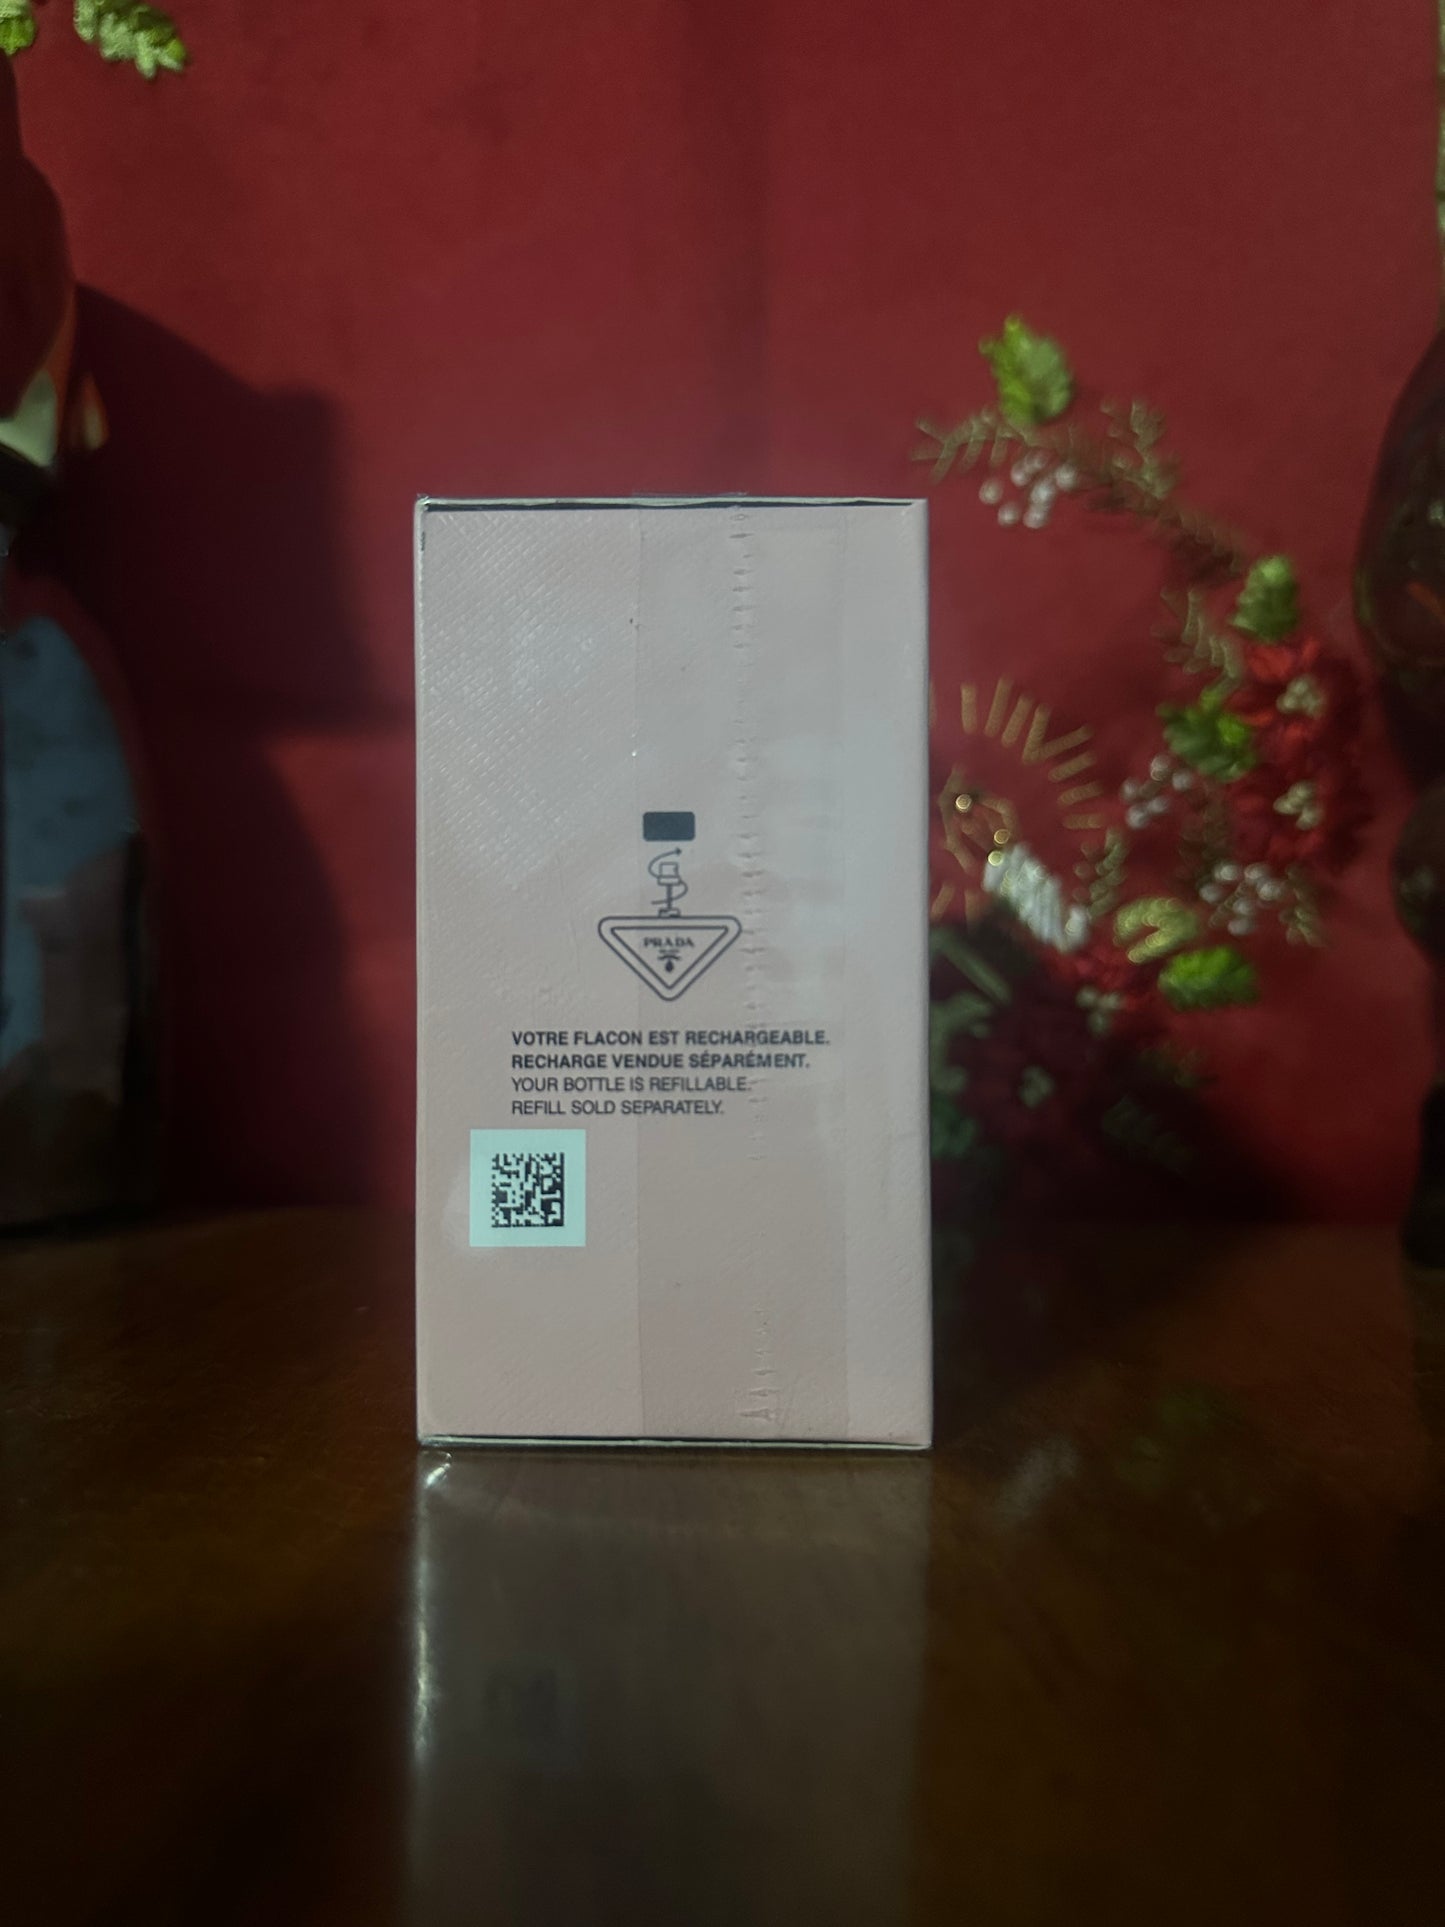 PRADA
VOTRE FLACON EST RECHARGEABLE.
RECHARGE VENDUE SÉPARÉMENT.
YOUR BOTTLE IS REFILLABLE.
REFILL SOLD SEPARATELY.